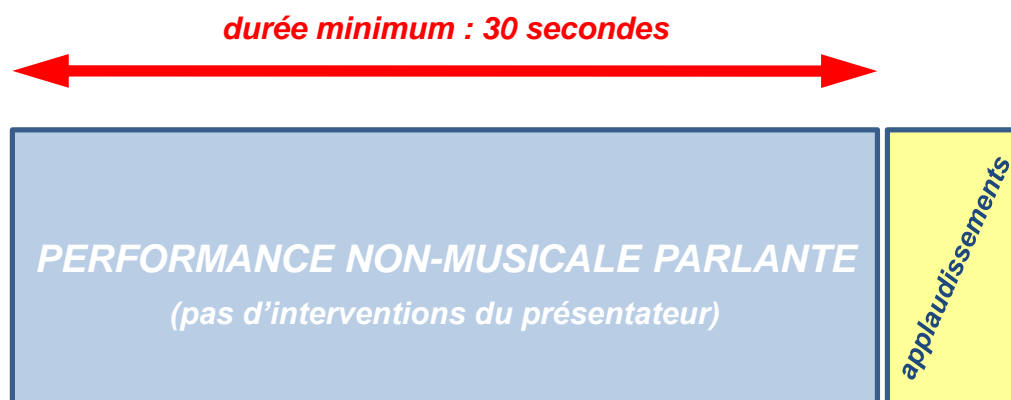 durée minimum : 30 secondes
PERFORMANCE NON-MUSICALE PARLANTE
(pas d’interventions du présentateur)
applaudissements